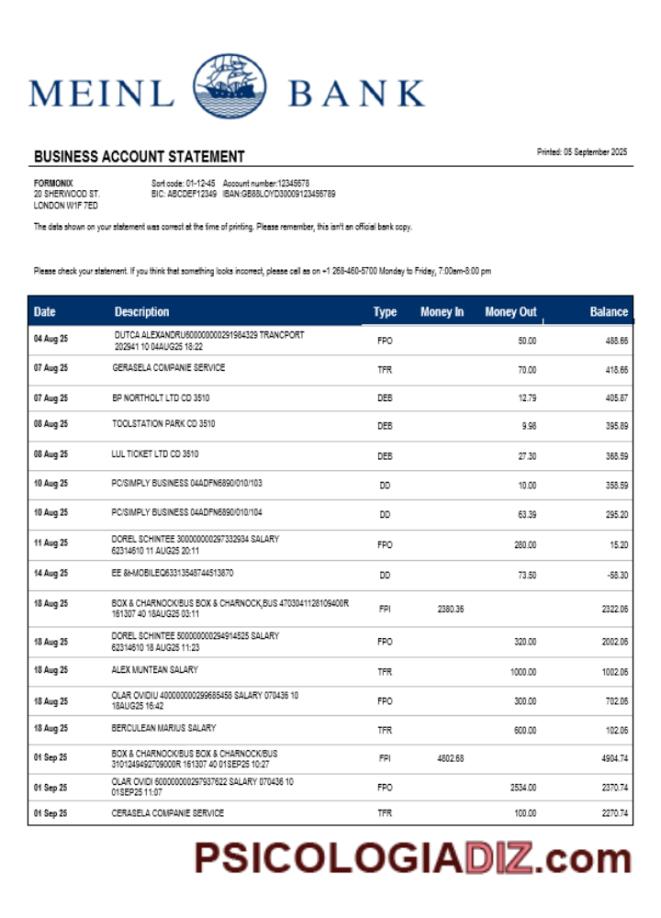 MEINL BANK
BUSINESS ACCOUNT STATEMENT
Printed: 05 September 2025
FORMONIX
20 SHERWOOD ST.
LONDON W1F 7ED
Sort code: 01-12-45 Account number:12345678
BIC: ABCDEF12349 IBAN:GB88LOYD30009123456789
The data shown on your statement was correct at the time of printing. Please remember, this isn't an official bank copy.
Please check your statement. If you think that something looks incorrect, please call as on +1 268-460-5700 Monday to Friday, 7:00am-8:00 pm
Date Description Type Money In Money Out Balance
04 Aug 25 DUTCA ALEXANDRU600000000291984329 TRANCPORT FPO 50.00 488.66
202941 10 04AUG25 18:22
07 Aug 25 GERASELA COMPANIE SERVICE TFR 70.00 418.66
07 Aug 25 BP NORTHOLT LTD CD 3510 DEB 12.79 405.87
08 Aug 25 TOOLSTATION PARK CD 3510 DEB 9.98 395.89
08 Aug 25 LUL TICKET LTD CD 3510 DEB 27.30 368.59
10 Aug 25 PC/SIMPLY BUSINESS 04ADFN6890/010/103 DD 10.00 358.59
10 Aug 25 PC/SIMPLY BUSINESS 04ADFN6890/010/104 DD 63.39 295.20
11 Aug 25 DOREL SCHINTEE 300000000297332934 SALARY FPO 280.00 15.20
62314610 11 AUG25 20:11
14 Aug 25 EE &MOBILEQ63313548744513870 DD 73.50 -58.30
18 Aug 25 BOX & CHARNOCK/BUS BOX & CHARNOCK,BUS 4703041128109400R FPI 2380.36 2322.06
161307 40 18AUG25 03:11
18 Aug 25 DOREL SCHINTEE 500000000294914525 SALARY FPO 320.00 2002.06
62314610 18 AUG25 11:23
18 Aug 25 ALEX MUNTEAN SALARY TFR 1000.00 1002.06
18 Aug 25 OLAR OVIDIU 400000000299685458 SALARY 070436 10 FPO 300.00 702.06
18AUG25 16:42
18 Aug 25 BERCULEAN MARIUS SALARY TFR 600.00 102.06
01 Sep 25 BOX & CHARNOCK/BUS BOX & CHARNOCK/BUS FPI 4802.68 4904.74
3101249492709000R 161307 40 01SEP25 10:27
01 Sep 25 OLAR OVIDI 600000000297937622 SALARY 070436 10 FPO 2534.00 2370.74
01SEP25 11:07
01 Sep 25 CERASELA COMPANIE SERVICE TFR 100.00 2270.74
PSICOLOGIADIZ.com